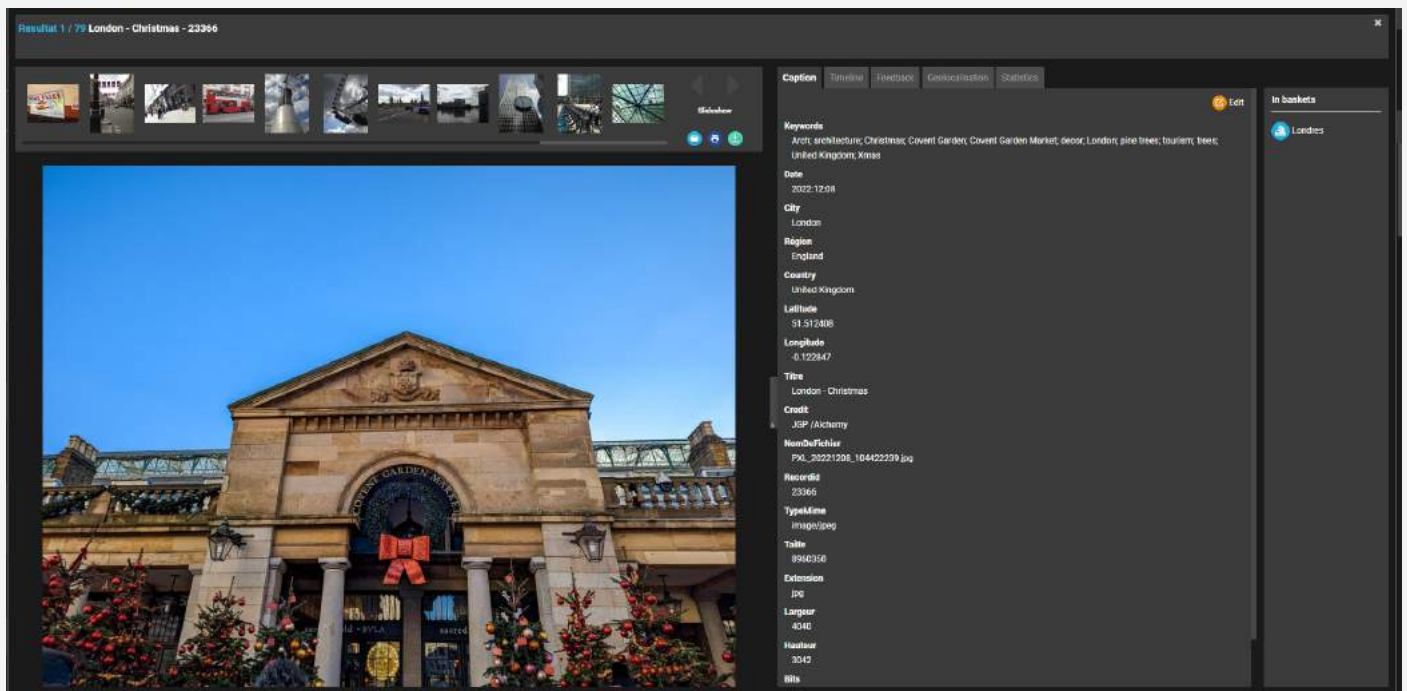 Resultat 1 / 79 London - Christmas - 23366
Slideshow
Caption Timeline Feedback Geolocalisation Statistics
Edit
In baskets
Londres
Keywords
Arch; architecture; Christmas; Covent Garden; Covent Garden Market; decor; London; pine trees; tourism; trees;
United Kingdom; Xmas
Date
2022:12:08
City
London
Région
England
Country
United Kingdom
Latitude
51.512408
Longitude
-0.122847
Titre
London - Christmas
Credit
JGP /Alchemy
NomDeFichier
PXL_20221208_104422239.jpg
Recordid
23366
TypeMime
image/jpeg
Taille
8960350
Extension
jpg
Largeur
4040
Hauteur
3042
Bits
COVENT GARDEN MARKET
sacred